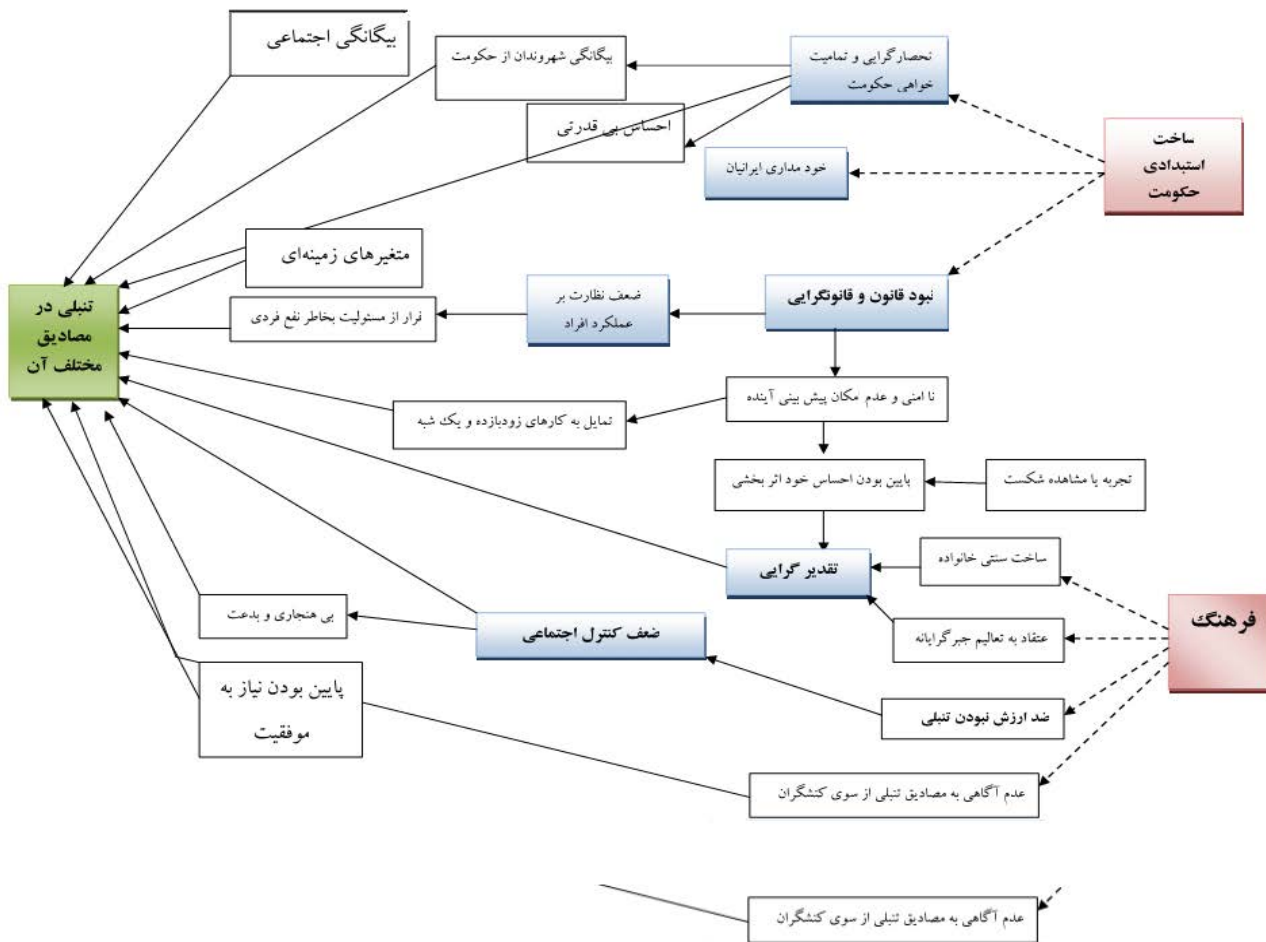 بیگانگی اجتماعی
بیگانگی شهروندان از حکومت
نحصارگرایی و تمامیت
خواهی حکومت
احساس بی قدرتی
خود مداری ایرانیان
ساخت
استبدادی
حکومت
متغیرهای زمینه‌ای
تنبلی در
مصادیق
مختلف آن
فرار از مسئولیت بخاطر نفع فردی
ضعف نظارت بر
عملکرد افراد
نبود قانون و قانونگرایی
نا امنی و عدم مکان پیش بینی آینده
تمایل به کارهای زودبازده و یک شبه
پایین بودن احساس خود اثر بخشی
تجربه یا مشاهده شکست
ساخت سنتی خانواده
تقدیر گرایی
فرهنگ
بی هنجاری و بدعت
ضعف کنترل اجتماعی
عتقاد به تعالیم جبرگرایانه
پایین بودن نیاز به
موفقیت
ضد ارزش نبودن تنبلی
عدم آگاهی به مصادیق تنبلی از سوی کنشگران
عدم آگاهی به مصادیق تنبلی از سوی کنشگران